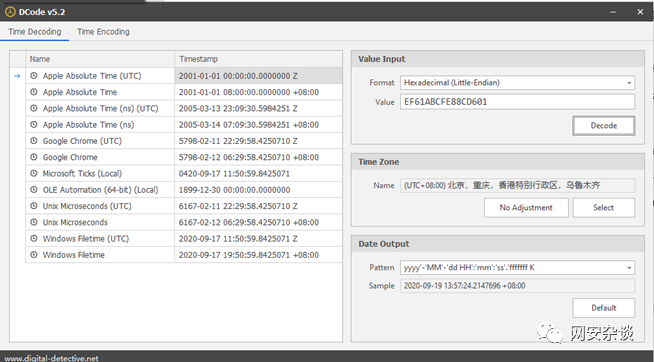 DCode v5.2
Time Decoding Time Encoding
Name Timestamp
Apple Absolute Time (UTC) 2001-01-01 00:00:00.0000000 Z
Apple Absolute Time 2001-01-01 08:00:00.0000000 +08:00
Apple Absolute Time (ns) (UTC) 2005-03-13 23:09:30.5984251 Z
Apple Absolute Time (ns) 2005-03-14 07:09:30.5984251 +08:00
Google Chrome (UTC) 5798-02-11 22:29:58.4250710 Z
Google Chrome 5798-02-12 06:29:58.4250710 +08:00
Microsoft Ticks (Local) 0420-09-17 11:50:59.8425071
OLE Automation (64-bit) (Local) 1899-12-30 00:00:00.0000000
Unix Microseconds (UTC) 6167-02-11 22:29:58.4250710 Z
Unix Microseconds 6167-02-12 06:29:58.4250710 +08:00
Windows Filetime (UTC) 2020-09-17 11:50:59.8425071 Z
Windows Filetime 2020-09-17 19:50:59.8425071 +08:00
Value Input
Format Hexadecimal (Little-Endian)
Value EF61ABCFE88CD601
Decode
Time Zone
Name (UTC+08:00) 北京，重庆，香港特别行政区，乌鲁木齐
No Adjustment Select
Date Output
Pattern yyyy'-'MM'-'dd HH':'mm':'ss'.'fffffff K
Sample 2020-09-19 13:57:24.2147696 +08:00
Default
网安杂谈
www.digital-detective.net